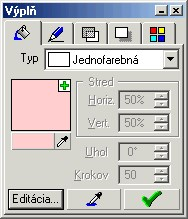 Výplň
Typ Jednofarebná
Stred
Horiz. 50%
Vert. 50%
Uhol 0°
Krokov 50
Editácia...